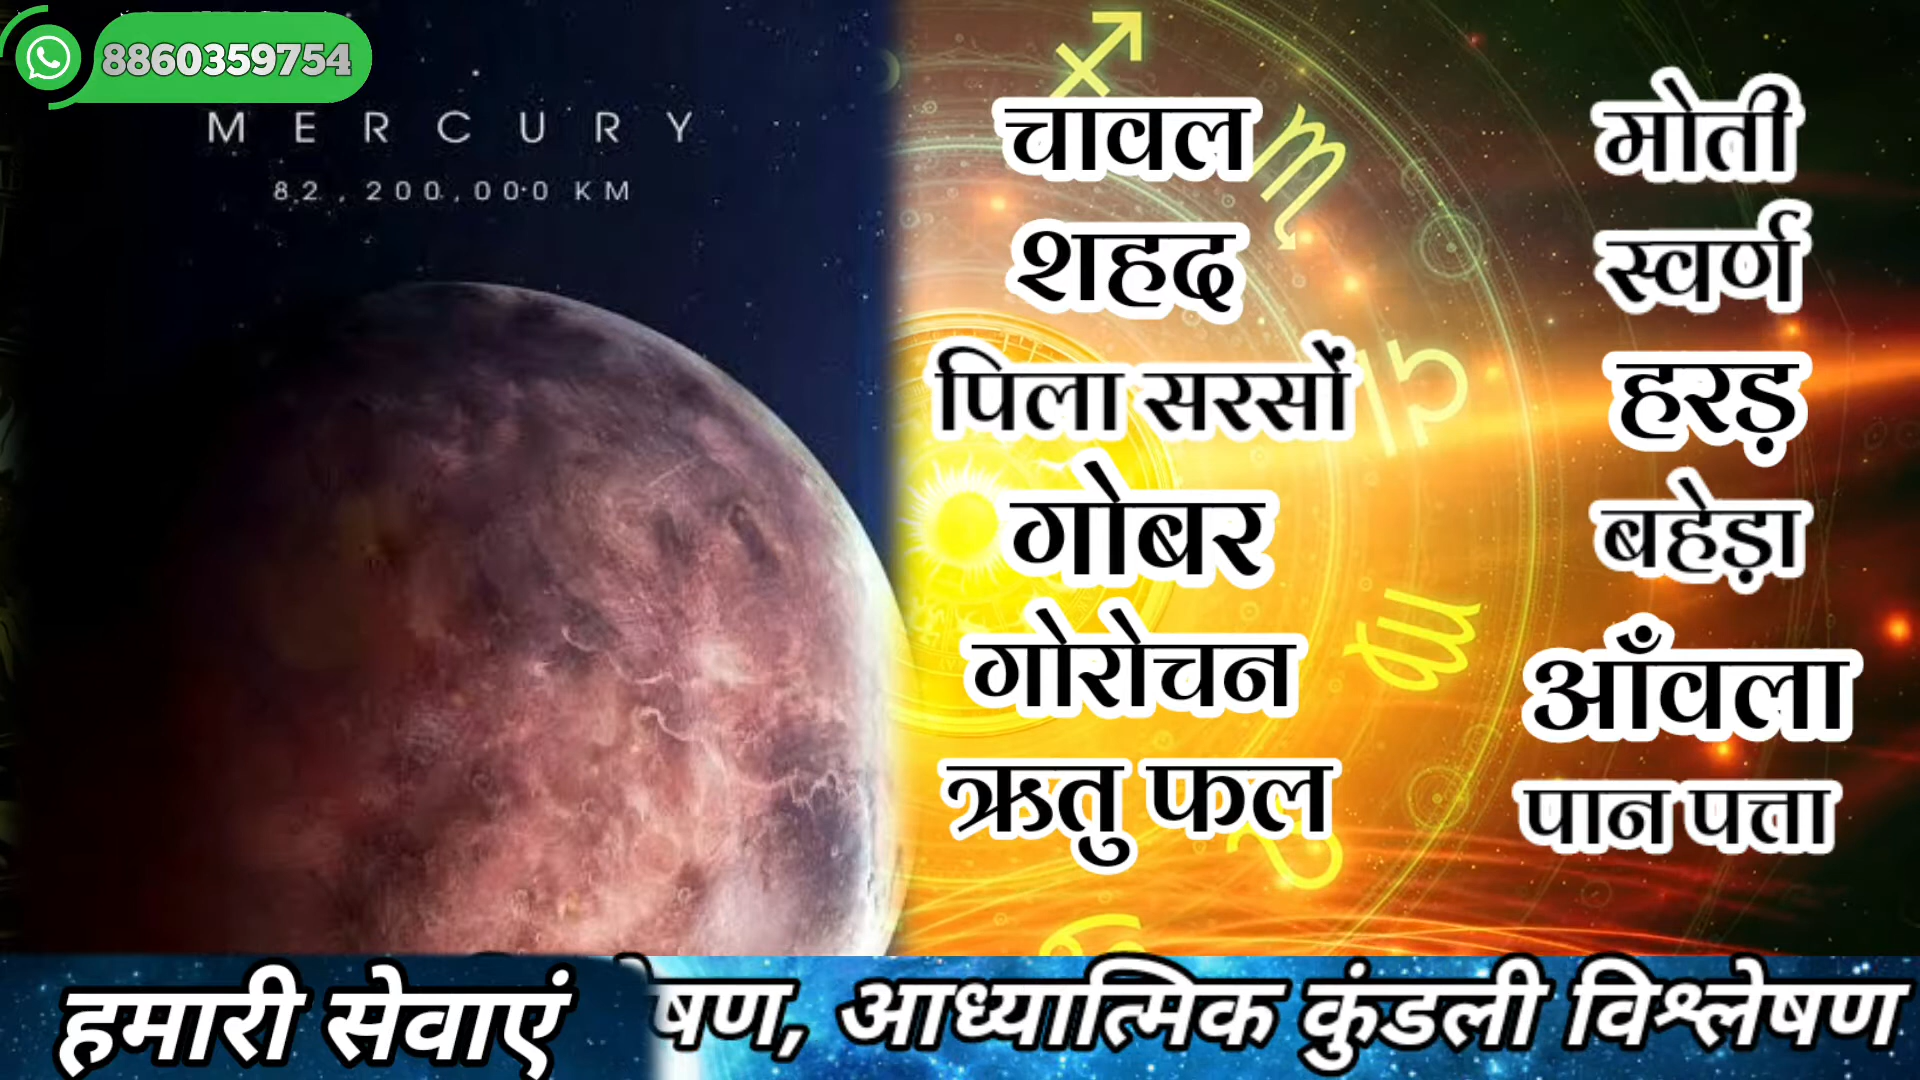 8860359754
MERCURY
82,200,000 KM
चावल
शहद
पिला सरसों
गोबर
गोरोचन
ऋतु फल
मोती
स्वर्ण
हरड़
बहेड़ा
आँवला
पान पत्ता
हमारी सेवाएं
आध्यात्मिक कुंडली विश्लेषण